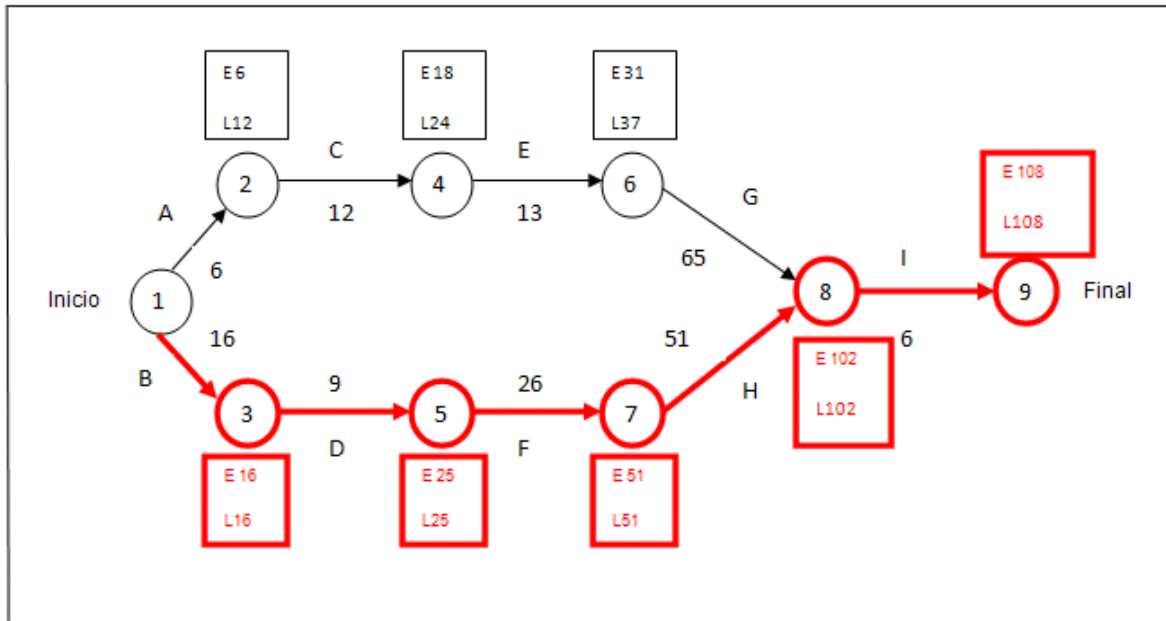 E 6
L12
E 18
L24
E 31
L37
C
E
2
4
6
12
13
A
G
6
65
E 108
L108
I
Inicio
1
8
9
Final
16
51
6
B
9
26
H
E 102
L102
3
5
7
D
F
E 16
L16
E 25
L25
E 51
L51